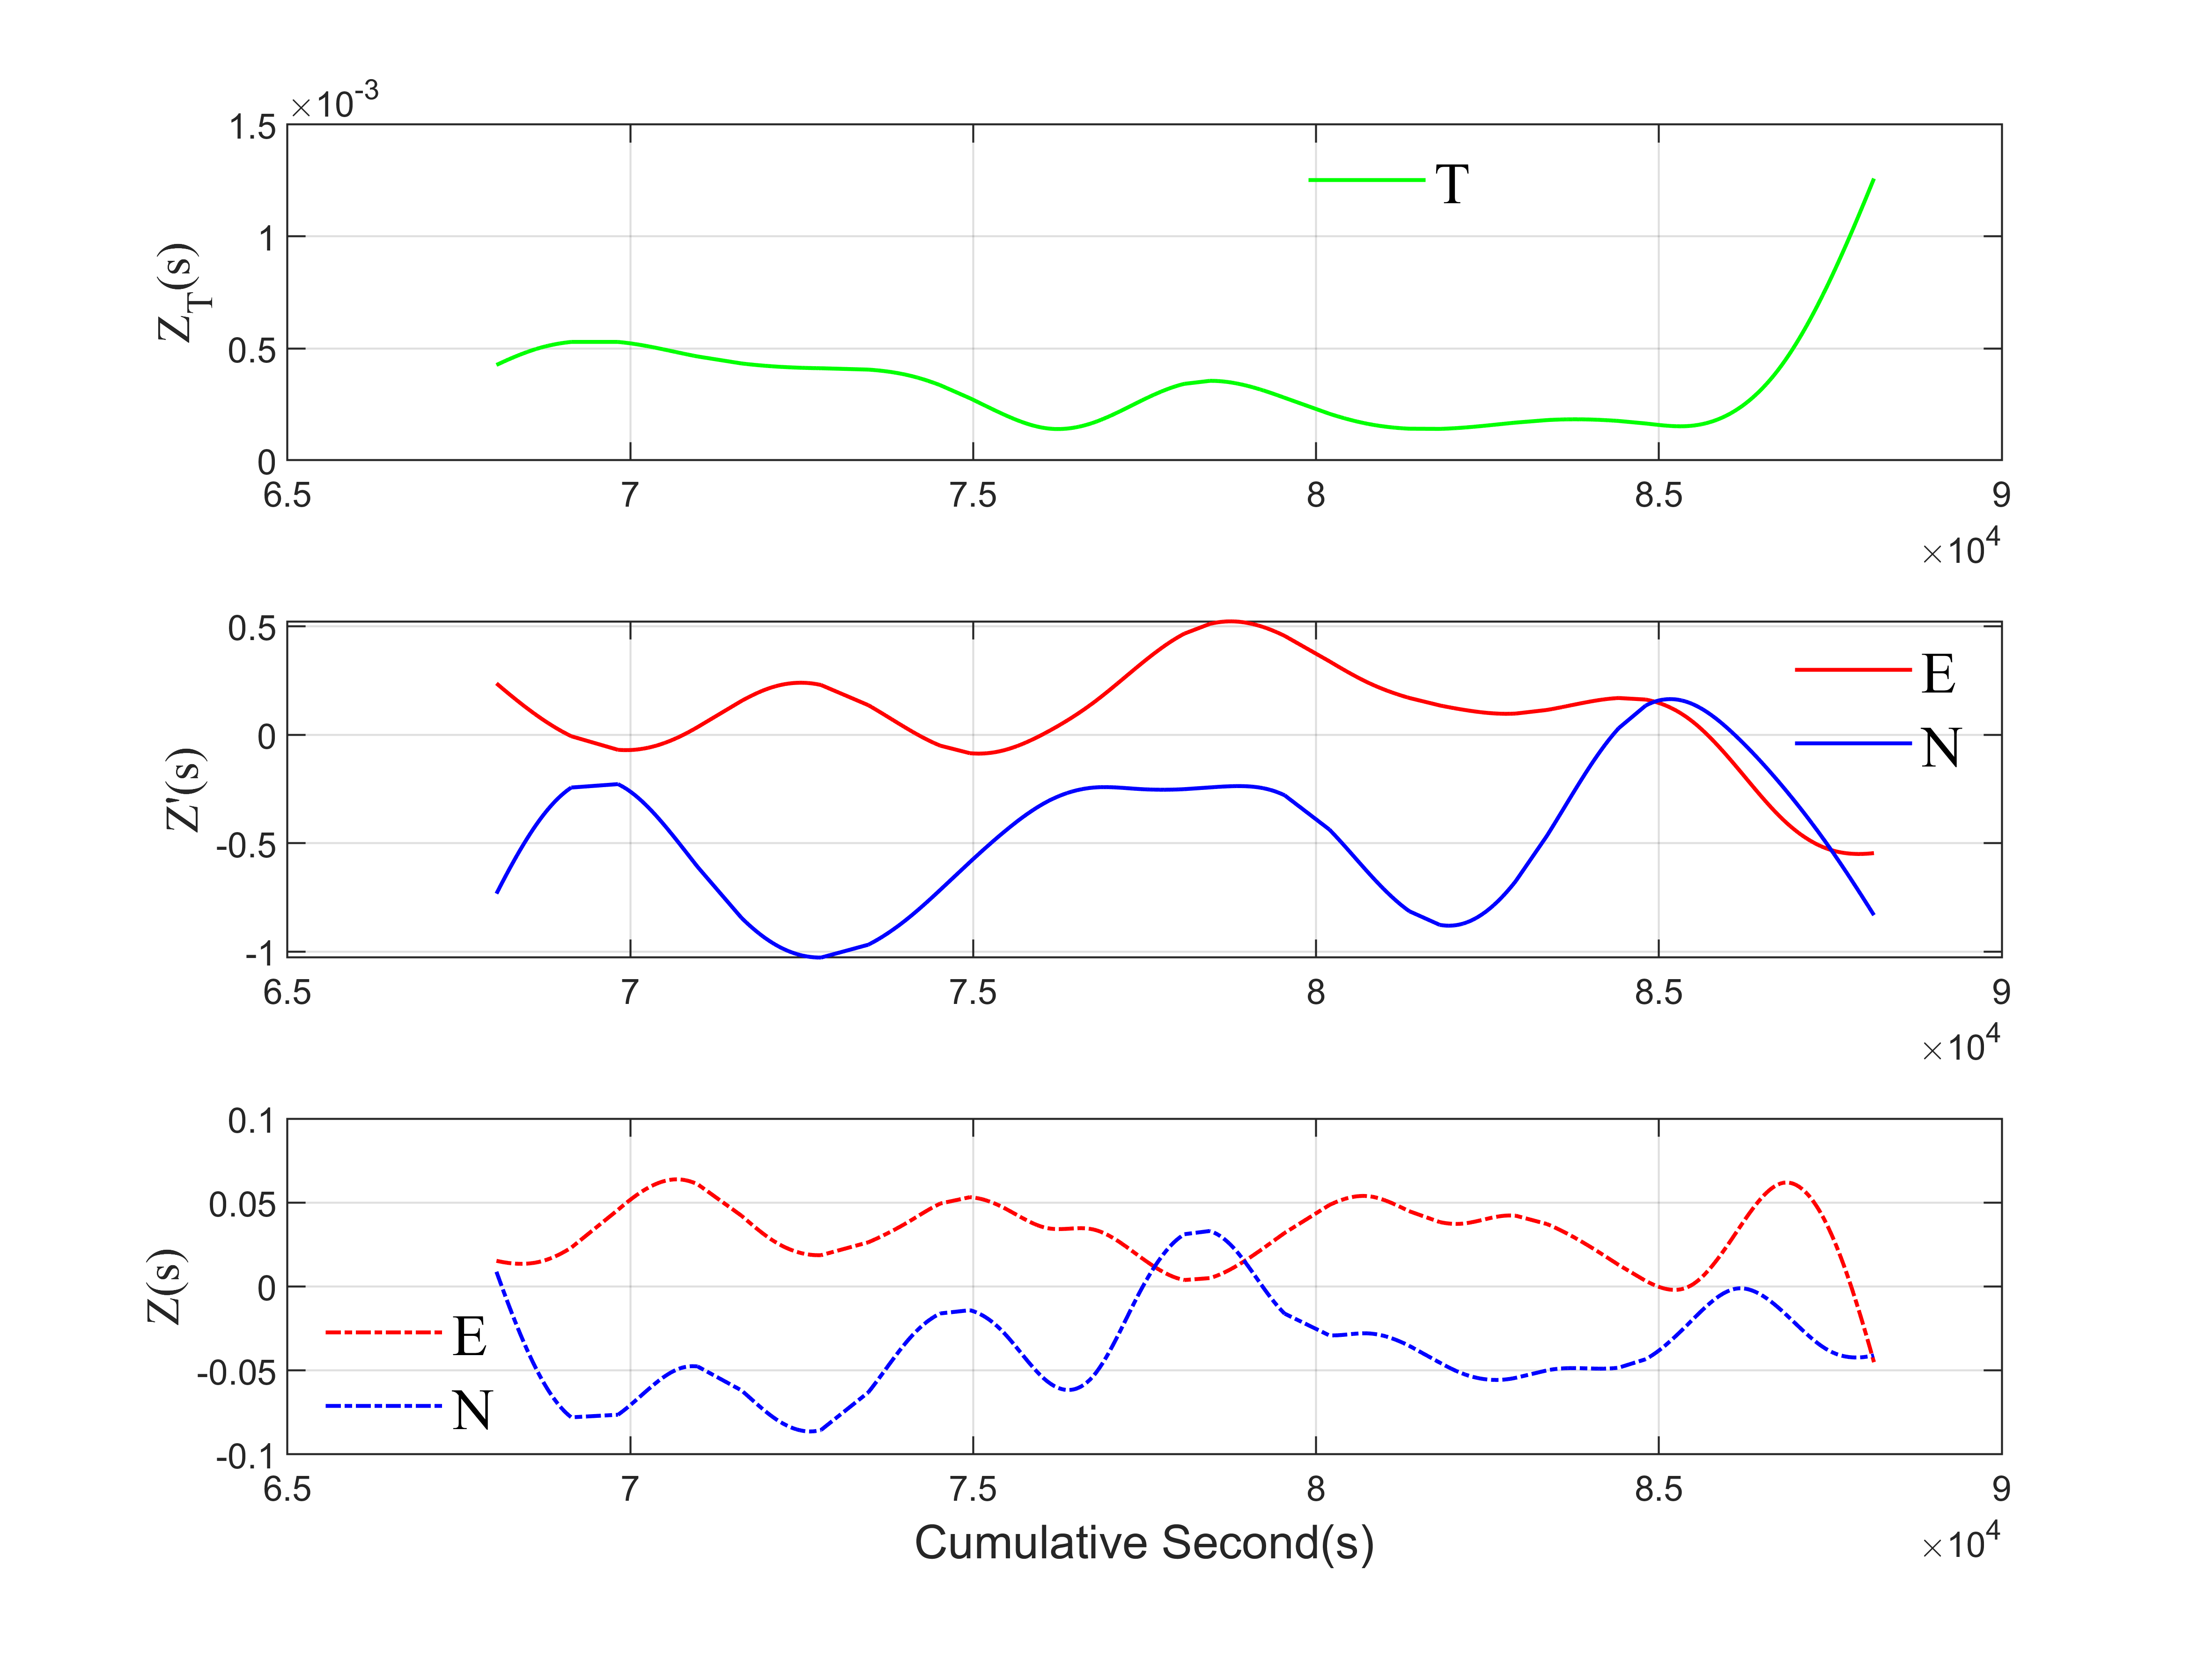 ×10-3
1.5
1
0.5
0
ZT(s)
T
6.5 7 7.5 8 8.5 9
×104
0.5
0
-0.5
-1
Z'(s)
E
N
6.5 7 7.5 8 8.5 9
×104
0.1
0.05
0
-0.05
-0.1
Z(s)
E
N
6.5 7 7.5 8 8.5 9
Cumulative Second(s)
×104